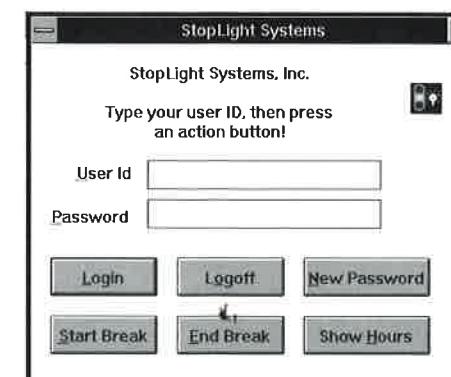 StopLight Systems
StopLight Systems, Inc.
Type your user ID, then press
an action button!
User Id
Password
Login Logoff New Password
Start Break End Break Show Hours